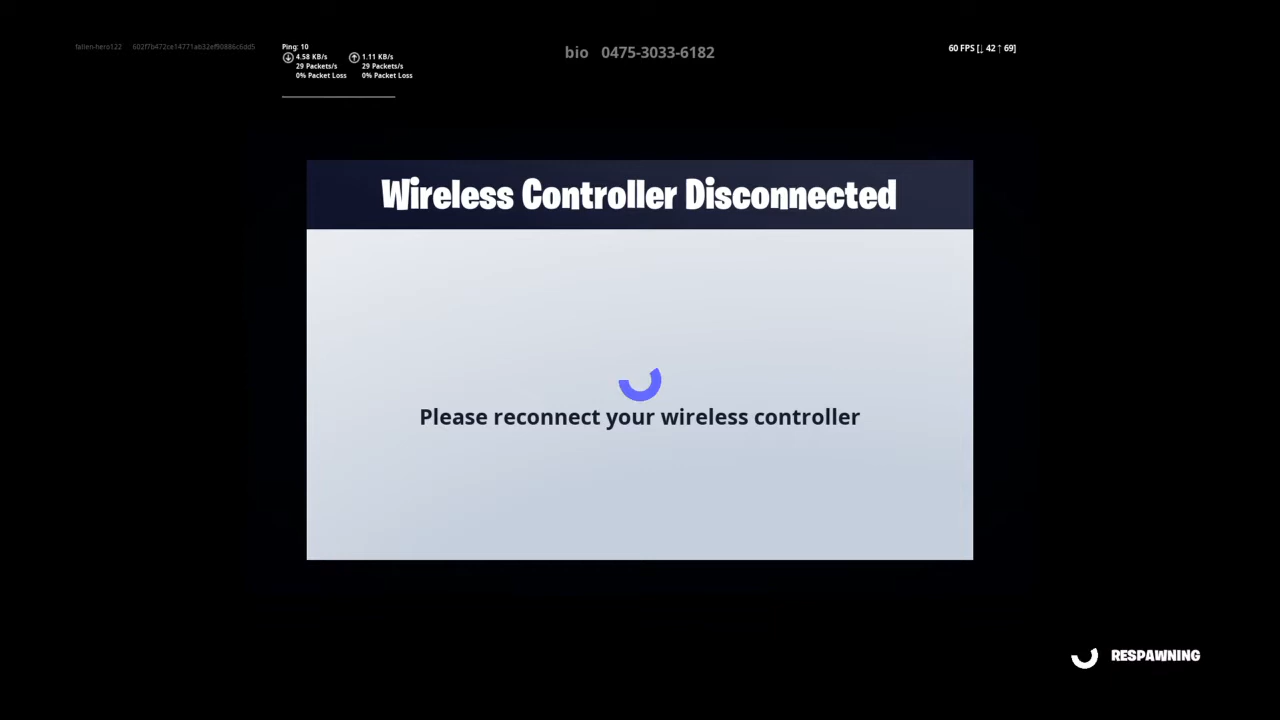 fallen-hero122 602f7b472ce14771ab32ef90886c6dd5
Ping: 10
4.58 KB/s 1.11 KB/s
29 Packets/s 29 Packets/s
0% Packet Loss 0% Packet Loss
bio 0475-3033-6182
60 FPS [↓ 42 ↑ 69]
Wireless Controller Disconnected
Please reconnect your wireless controller
RESPAWNING